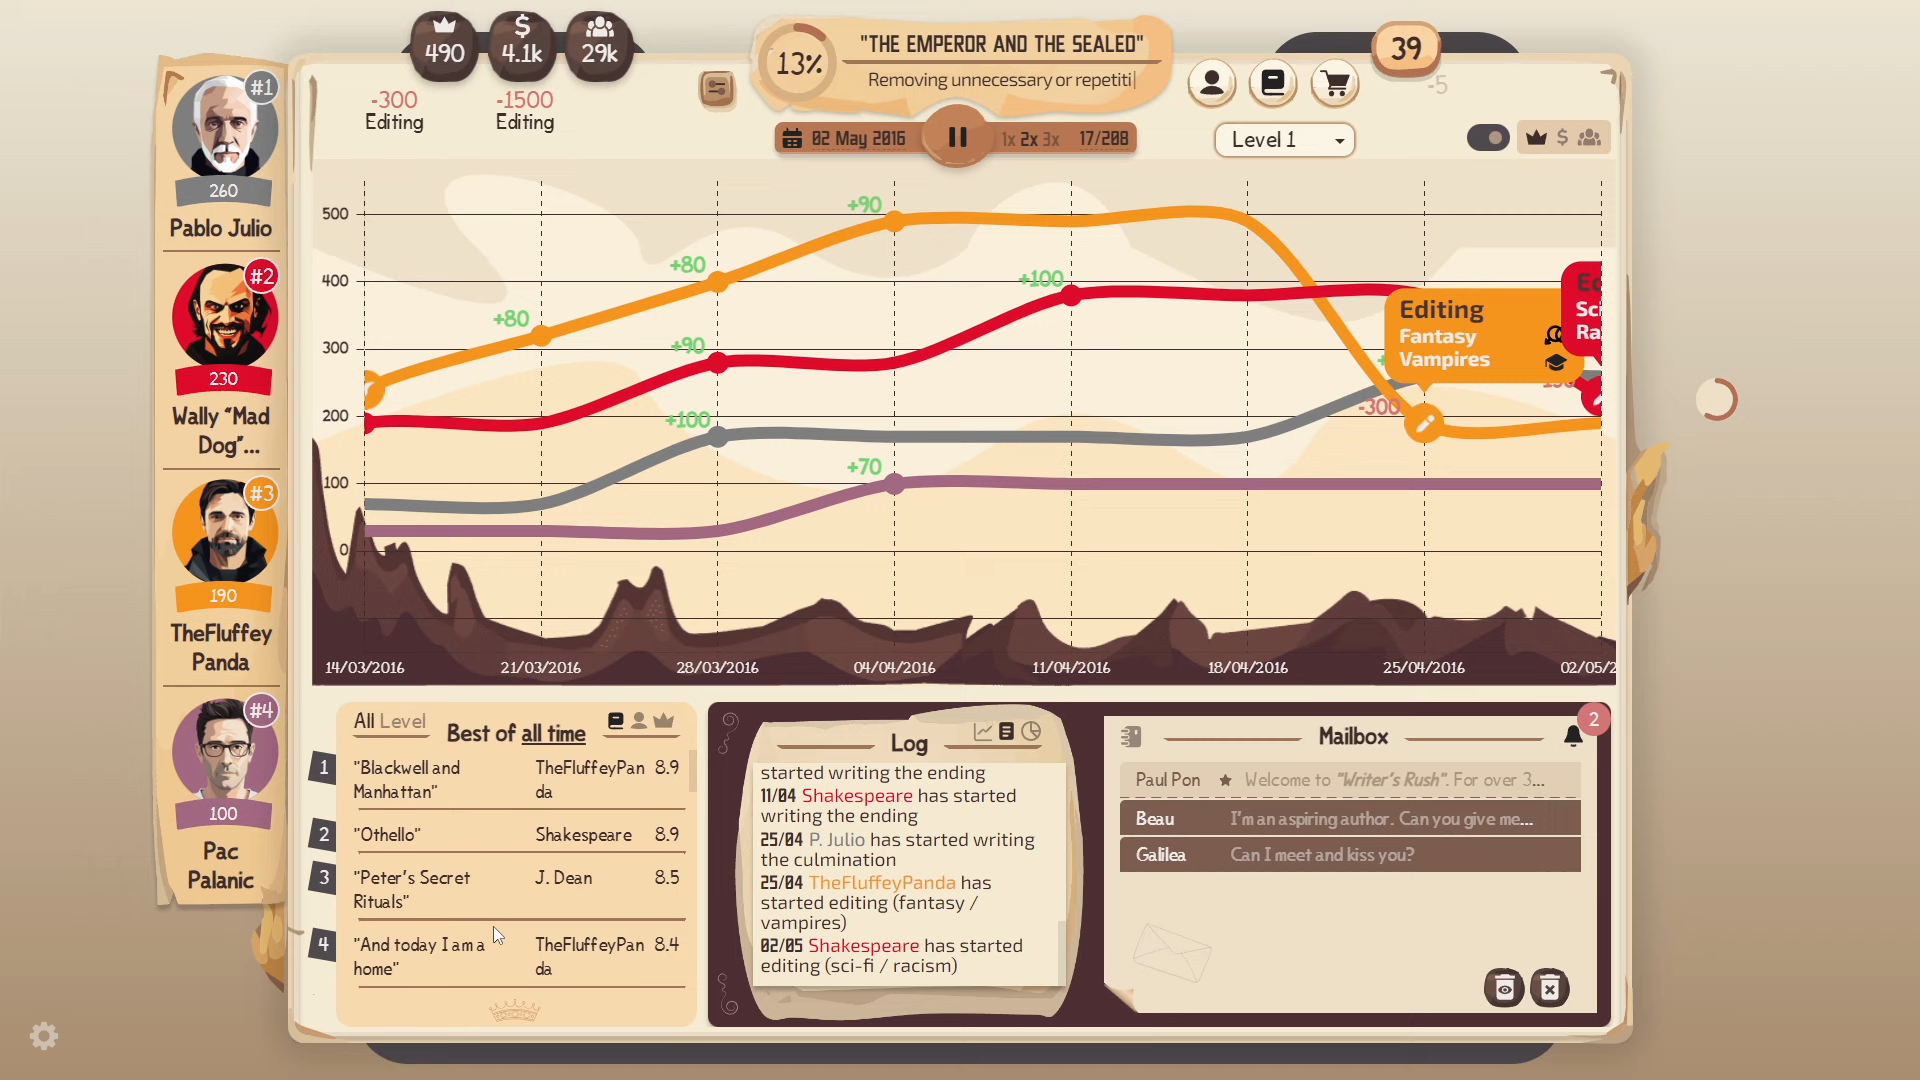 490
4.1k
29k
-300
Editing
-1500
Editing
13%
"THE EMPEROR AND THE SEALED"
Removing unnecessary or repetiti
02 May 2016
1x 2x 3x
17/208
39
-5
Level 1
#1
260
Pablo Julio
#2
230
Wally "Mad
Dog"...
#3
190
TheFluffey
Panda
#4
100
Pac
Palanic
500
400
300
200
100
0
+80
+80
+90
+90
+100
+100
+70
-300
Editing
Fantasy
Vampires
14/03/2016
21/03/2016
28/03/2016
04/04/2016
11/04/2016
18/04/2016
25/04/2016
02/05/2
All Level
Best of all time
1 "Blackwell and TheFluffeyPan 8.9
Manhattan" da
2 "Othello" Shakespeare 8.9
3 "Peter's Secret J. Dean 8.5
Rituals"
4 "And today I am a TheFluffeyPan 8.4
home" da
Log
started writing the ending
11/04 Shakespeare has started
writing the ending
25/04 P. Julio has started writing
the culmination
25/04 TheFluffeyPanda has
started editing (fantasy /
vampires)
02/05 Shakespeare has started
editing (sci-fi / racism)
Mailbox
2
Paul Pon Welcome to "Writer's Rush". For over 3...
Beau I'm an aspiring author. Can you give me...
Galilea Can I meet and kiss you?